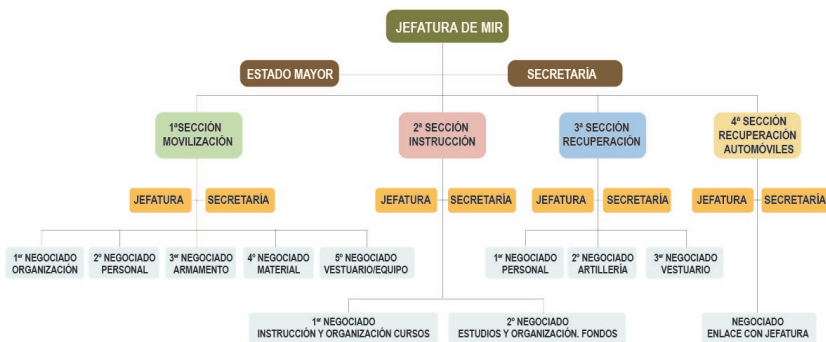 JEFATURA DE MIR
ESTADO MAYOR
SECRETARÍA
1ªSECCIÓN
MOVILIZACIÓN
2ª SECCIÓN
INSTRUCCIÓN
3ª SECCIÓN
RECUPERACIÓN
4ª SECCIÓN
RECUPERACIÓN
AUTOMÓVILES
JEFATURA
SECRETARÍA
JEFATURA
SECRETARÍA
JEFATURA
SECRETARÍA
JEFATURA
SECRETARÍA
1er NEGOCIADO
ORGANIZACIÓN
2º NEGOCIADO
PERSONAL
3er NEGOCIADO
ARMAMENTO
4º NEGOCIADO
MATERIAL
5º NEGOCIADO
VESTUARIO/EQUIPO
1er NEGOCIADO
PERSONAL
2º NEGOCIADO
ARTILLERÍA
3er NEGOCIADO
VESTUARIO
1er NEGOCIADO
INSTRUCCIÓN Y ORGANIZACIÓN CURSOS
2º NEGOCIADO
ESTUDIOS Y ORGANIZACIÓN. FONDOS
NEGOCIADO
ENLACE CON JEFATURA